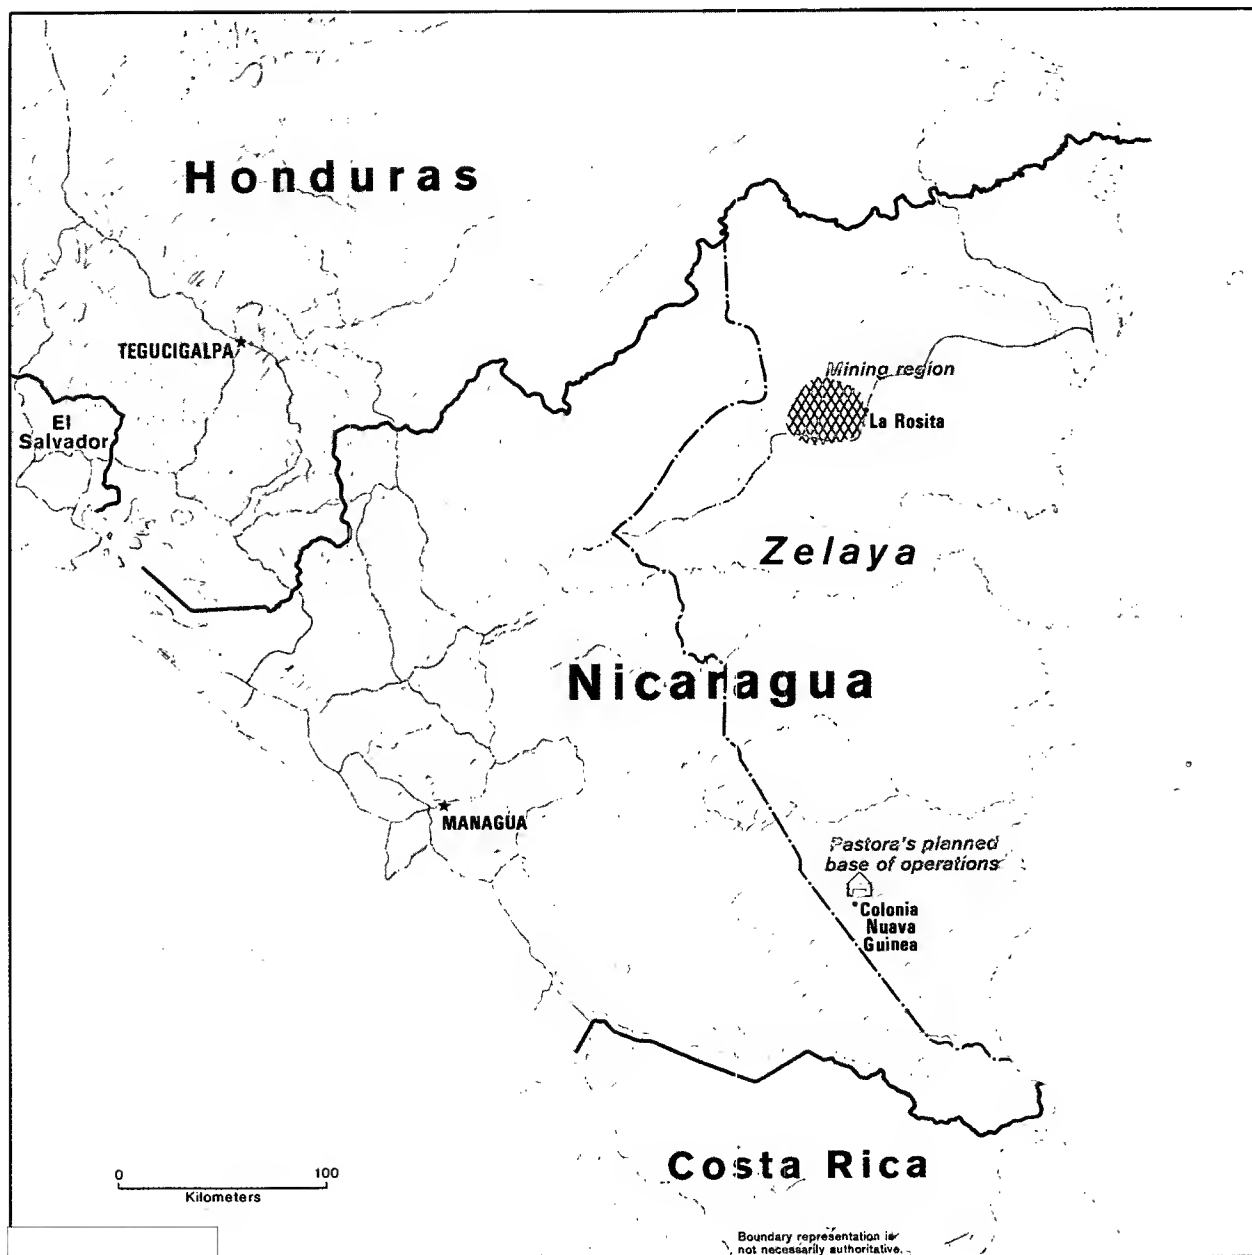 Honduras
TEGUCIGALPA
El
Salvador
Mining region
La Rosita
Zelaya
Nicaragua
MANAGUA
Pastora's planned
base of operations
Colonia
Nuava
Guinea
Costa Rica
0 100
Kilometers
Boundary representation is
not necessarily authoritative.